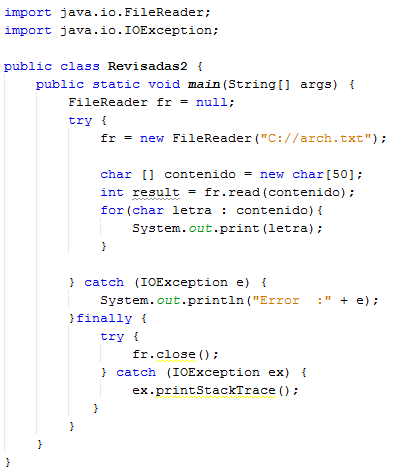 import java.io.FileReader;
import java.io.IOException;

public class Revisadas2 {
    public static void main(String[] args) {
        FileReader fr = null;
        try {
            fr = new FileReader("C://arch.txt");

            char [] contenido = new char[50];
            int result = fr.read(contenido);
            for(char letra : contenido){
                System.out.print(letra);
            }

        } catch (IOException e) {
            System.out.println("Error  :" + e);
        }finally {
            try {
                fr.close();
            } catch (IOException ex) {
                ex.printStackTrace();
           }
        }
    }
}